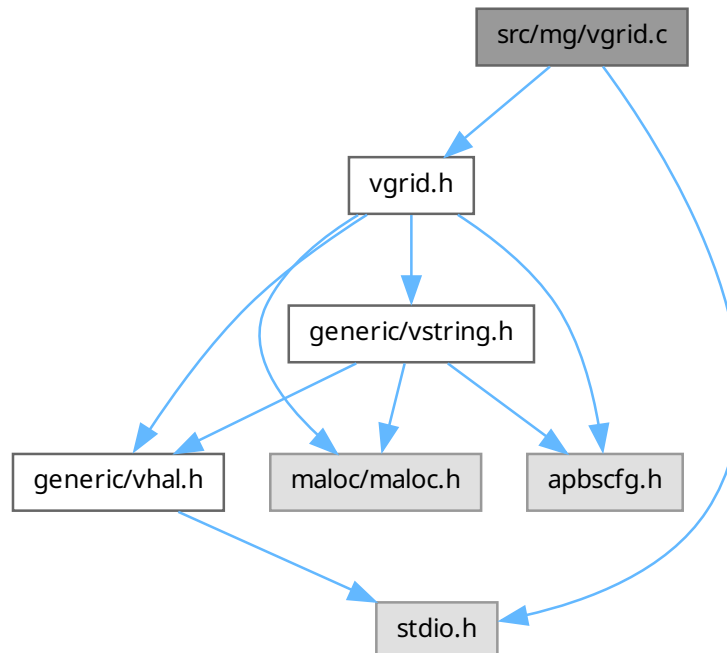 src/mg/vgrid.c
vgrid.h
generic/vstring.h
generic/vhal.h
maloc/maloc.h
apbscfg.h
stdio.h